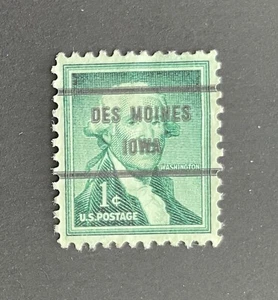 DES MOINES
IOWA
WASHINGTON
1¢
U.S. POSTAGE